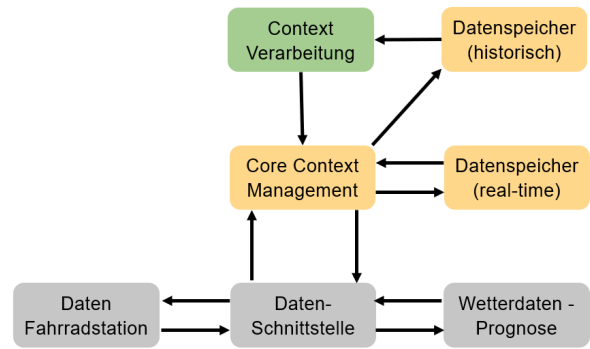 Context
Verarbeitung
Datenspeicher
(historisch)
Core Context
Management
Datenspeicher
(real-time)
Daten
Fahrradstation
Daten-
Schnittstelle
Wetterdaten -
Prognose